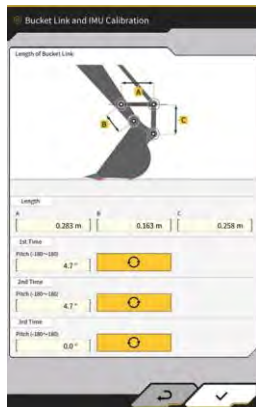 Bucket Link and IMU Calibration
Length of Bucket Link
A
B
C
Length
A B C
0.283 m 0.163 m 0.258 m
1st Time
Pitch (-180~180)
4.7°
2nd Time
Pitch (-180~180)
4.7°
3rd Time
Pitch (-180~180)
0.0°